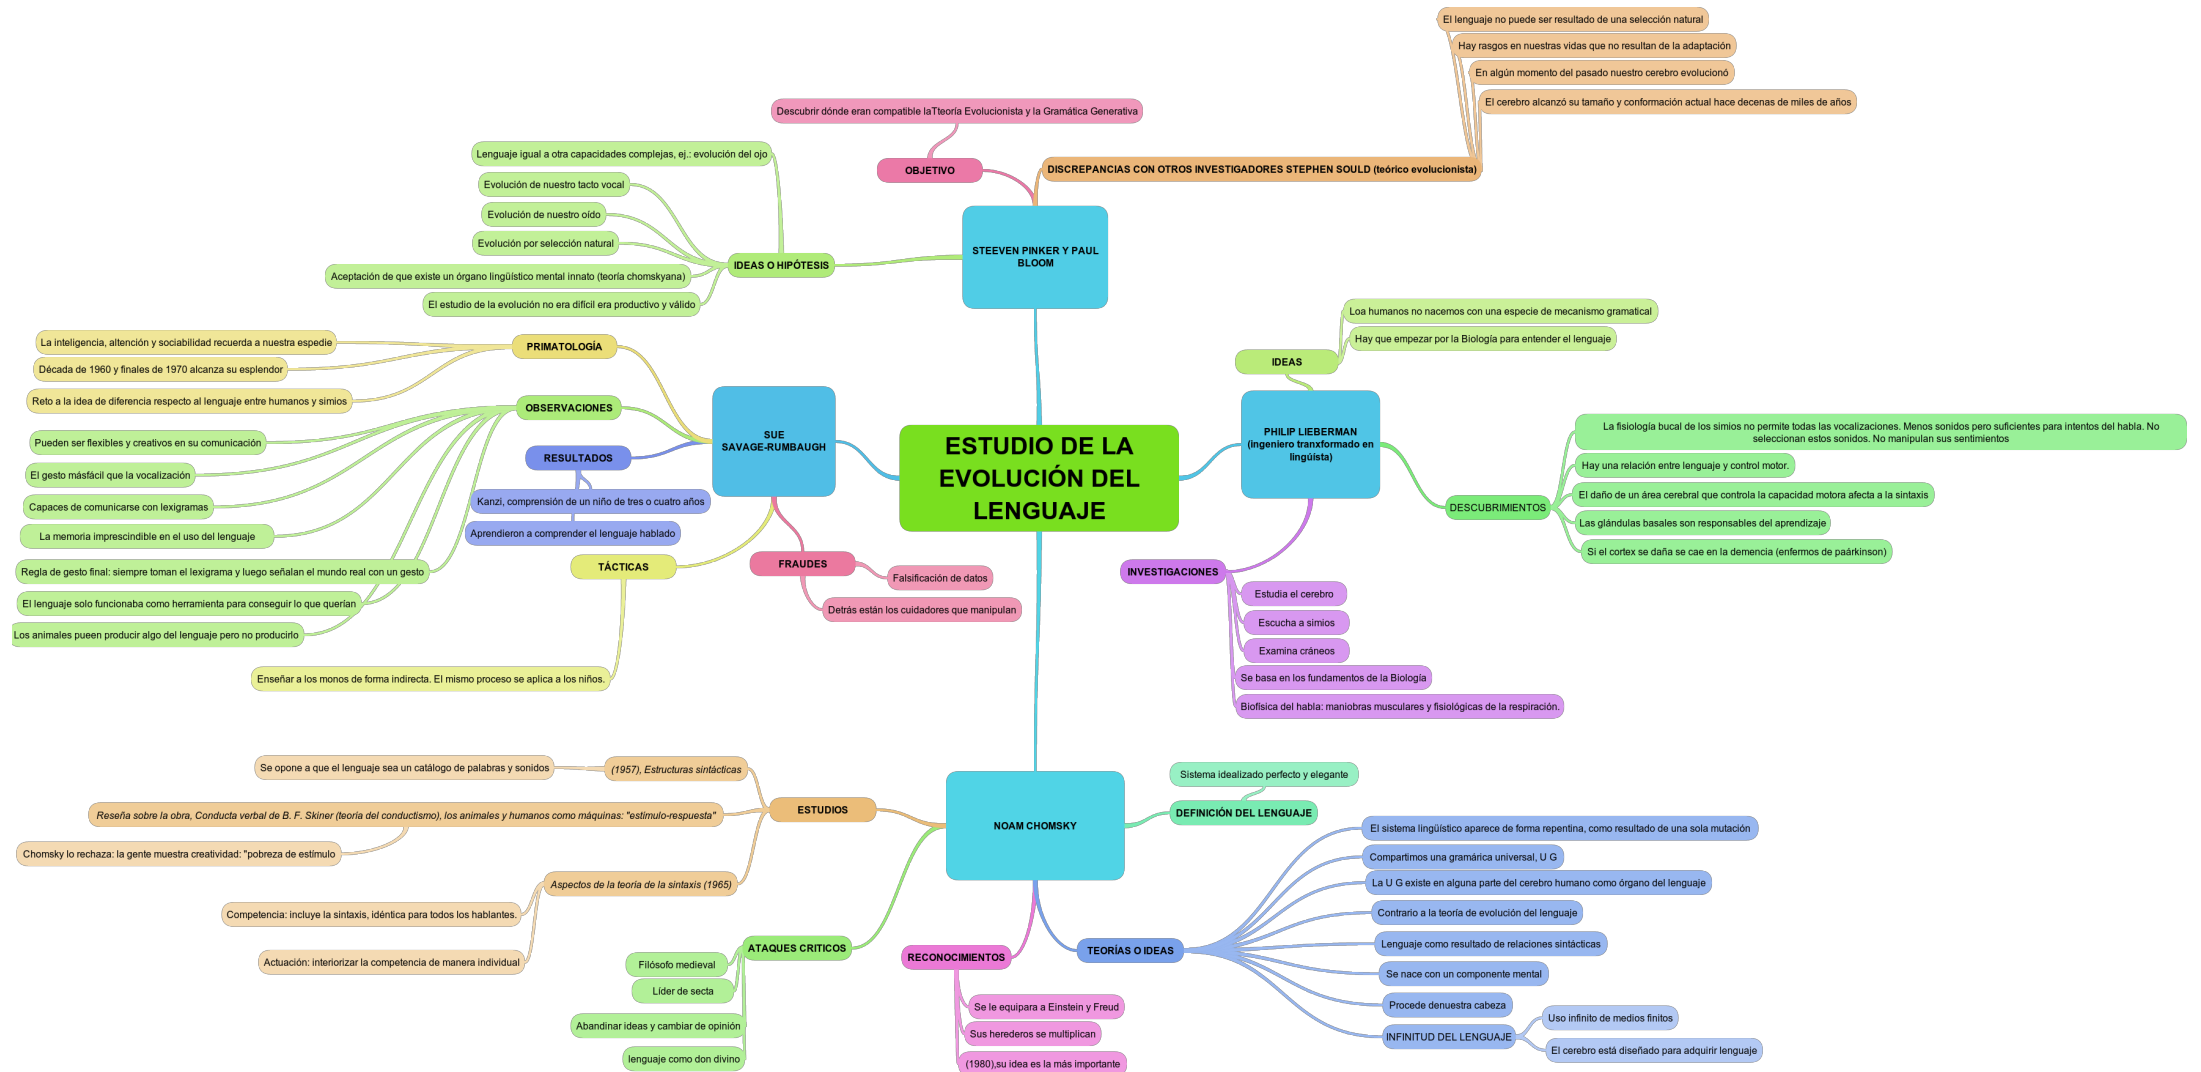 El lenguaje no puede ser resultado de una selección natural
Hay rasgos en nuestras vidas que no resultan de la adaptación
En algún momento del pasado nuestro cerebro evolucionó
El cerebro alcanzó su tamaño y conformación actual hace decenas de miles de años
DISCREPANCIAS CON OTROS INVESTIGADORES STEPHEN SOULD (teórico evolucionista)
Descubrir dónde eran compatible laTteoría Evolucionista y la Gramática Generativa
OBJETIVO
STEEVEN PINKER Y PAUL
BLOOM
Lenguaje igual a otra capacidades complejas, ej.: evolución del ojo
Evolución de nuestro tacto vocal
Evolución de nuestro oído
Evolución por selección natural
IDEAS O HIPÓTESIS
Aceptación de que existe un órgano lingüístico mental innato (teoría chomskyana)
El estudio de la evolución no era difícil era productivo y válido
La inteligencia, altención y sociabilidad recuerda a nuestra espedie
PRIMATOLOGÍA
Década de 1960 y finales de 1970 alcanza su esplendor
Reto a la idea de diferencia respecto al lenguaje entre humanos y simios
OBSERVACIONES
Pueden ser flexibles y creativos en su comunicación
El gesto másfácil que la vocalización
Capaces de comunicarse con lexigramas
La memoria imprescindible en el uso del lenguaje
Regla de gesto final: siempre toman el lexigrama y luego señalan el mundo real con un gesto
El lenguaje solo funcionaba como herramienta para conseguir lo que querían
Los animales pueen producir algo del lenguaje pero no producirlo
SUE
SAVAGE-RUMBAUGH
RESULTADOS
Kanzi, comprensión de un niño de tres o cuatro años
Aprendieron a comprender el lenguaje hablado
TÁCTICAS
Enseñar a los monos de forma indirecta. El mismo proceso se aplica a los niños.
FRAUDES
Falsificación de datos
Detrás están los cuidadores que manipulan
ESTUDIO DE LA
EVOLUCIÓN DEL
LENGUAJE
Loa humanos no nacemos con una especie de mecanismo gramatical
Hay que empezar por la Biología para entender el lenguaje
IDEAS
PHILIP LIEBERMAN
(ingeniero tranxformado en
lingúista)
La fisiología bucal de los simios no permite todas las vocalizaciones. Menos sonidos pero suficientes para intentos del habla. No
seleccionan estos sonidos. No manipulan sus sentimientos
Hay una relación entre lenguaje y control motor.
El daño de un área cerebral que controla la capacidad motora afecta a la sintaxis
DESCUBRIMIENTOS
Las glándulas basales son responsables del aprendizaje
Si el cortex se daña se cae en la demencia (enfermos de paárkinson)
INVESTIGACIONES
Estudia el cerebro
Escucha a simios
Examina cráneos
Se basa en los fundamentos de la Biología
Biofísica del habla: maniobras musculares y fisiológicas de la respiración.
NOAM CHOMSKY
Se opone a que el lenguaje sea un catálogo de palabras y sonidos
(1957), Estructuras sintácticas
ESTUDIOS
Reseña sobre la obra, Conducta verbal de B. F. Skiner (teoría del conductismo), los animales y humanos como máquinas: "estímulo-respuesta"
Chomsky lo rechaza: la gente muestra creatividad: "pobreza de estímulo
Aspectos de la teoría de la sintaxis (1965)
Competencia: incluye la sintaxis, idéntica para todos los hablantes.
Actuación: interiorizar la competencia de manera individual
ATAQUES CRITICOS
Filósofo medieval
Líder de secta
Abandinar ideas y cambiar de opinión
lenguaje como don divino
RECONOCIMIENTOS
Se le equipara a Einstein y Freud
Sus herederos se multiplican
(1980),su idea es la más importante
Sistema idealizado perfecto y elegante
DEFINICIÓN DEL LENGUAJE
TEORÍAS O IDEAS
El sistema lingüístico aparece de forma repentina, como resultado de una sola mutación
Compartimos una gramárica universal, U G
La U G existe en alguna parte del cerebro humano como órgano del lenguaje
Contrario a la teoría de evolución del lenguaje
Lenguaje como resultado de relaciones sintácticas
Se nace con un componente mental
Procede denuestra cabeza
INFINITUD DEL LENGUAJE
Uso infinito de medios finitos
El cerebro está diseñado para adquirir lenguaje